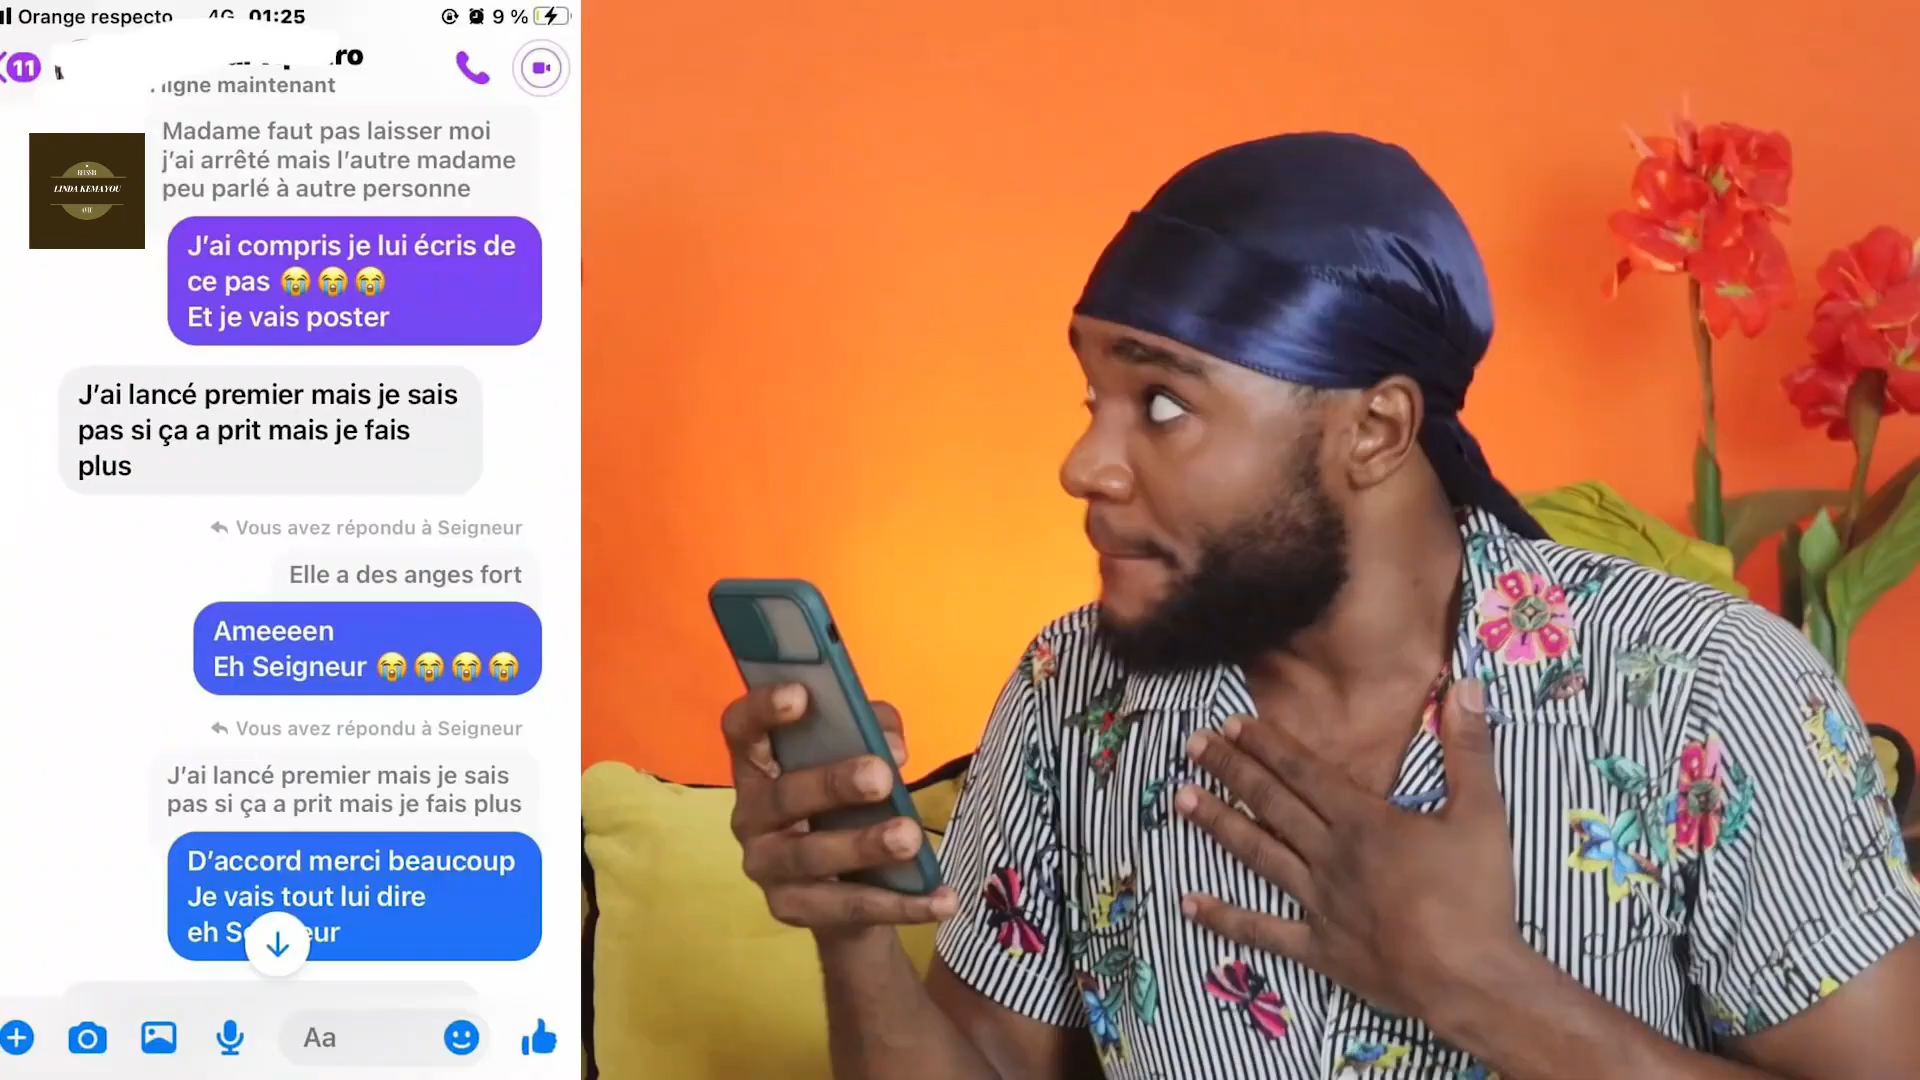 Orange respecto 4G 01:25 9 %
11
ligne maintenant
Madame faut pas laisser moi
j'ai arrêté mais l'autre madame
peu parlé à autre personne
LINDA KEMAYOU
J'ai compris je lui écris de
ce pas 😭😭😭
Et je vais poster
J'ai lancé premier mais je sais
pas si ça a prit mais je fais
plus
Vous avez répondu à Seigneur
Elle a des anges fort
Ameeeen
Eh Seigneur 😭😭😭😭
Vous avez répondu à Seigneur
J'ai lancé premier mais je sais
pas si ça a prit mais je fais plus
D'accord merci beaucoup
Je vais tout lui dire
eh
Aa